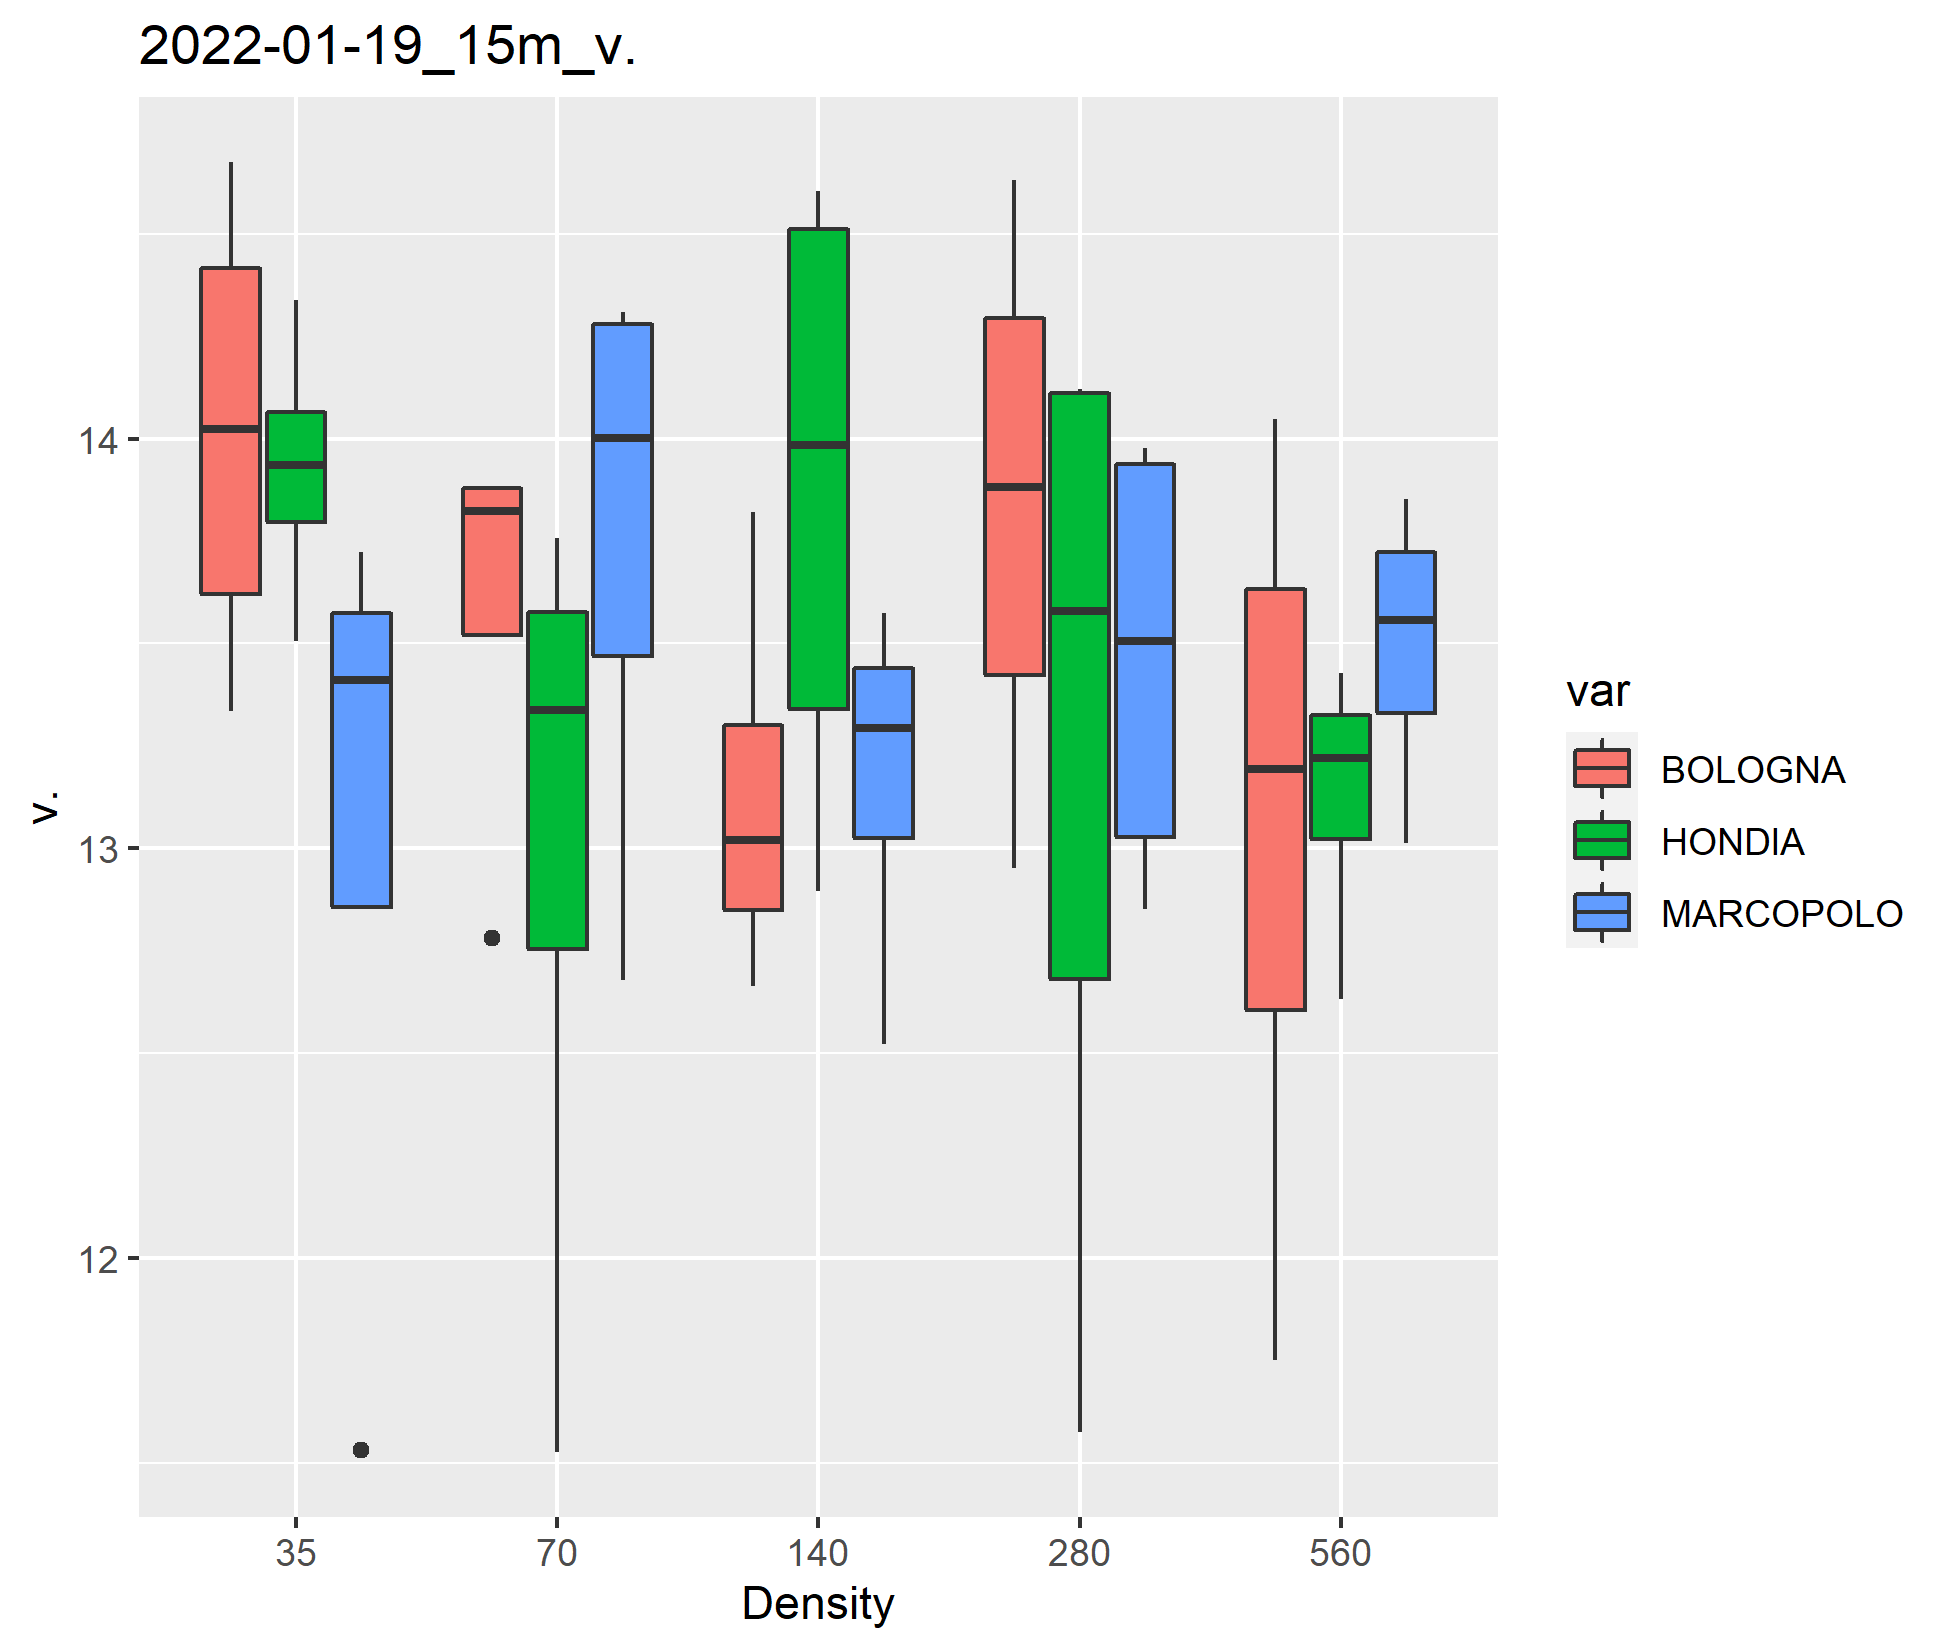 2022-01-19_15m_v.
14
13
12
v.
35 70 140 280 560
Density
var
BOLOGNA
HONDIA
MARCOPOLO